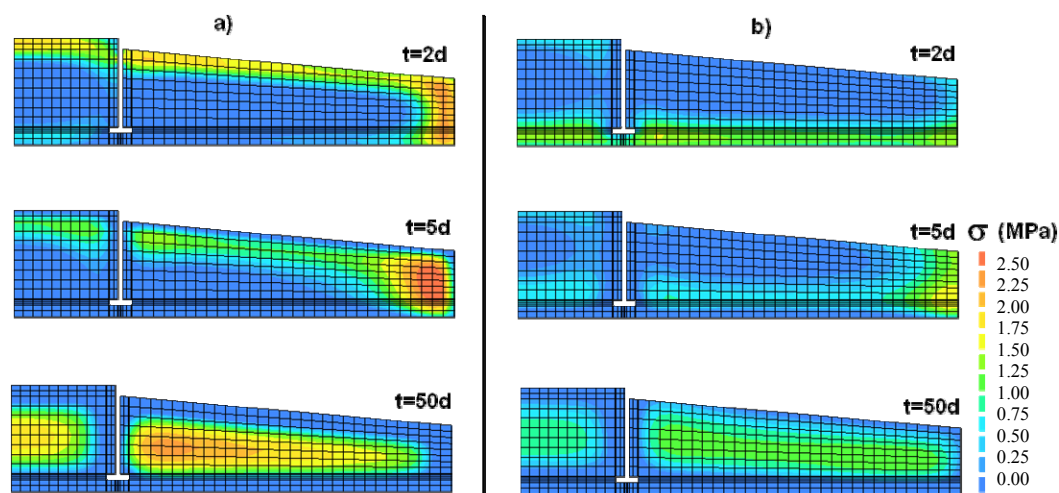 a)
b)
t=2d
t=2d
t=5d
t=5d
σ (MPa)
2.50
2.25
2.00
1.75
1.50
1.25
1.00
0.75
0.50
0.25
0.00
t=50d
t=50d